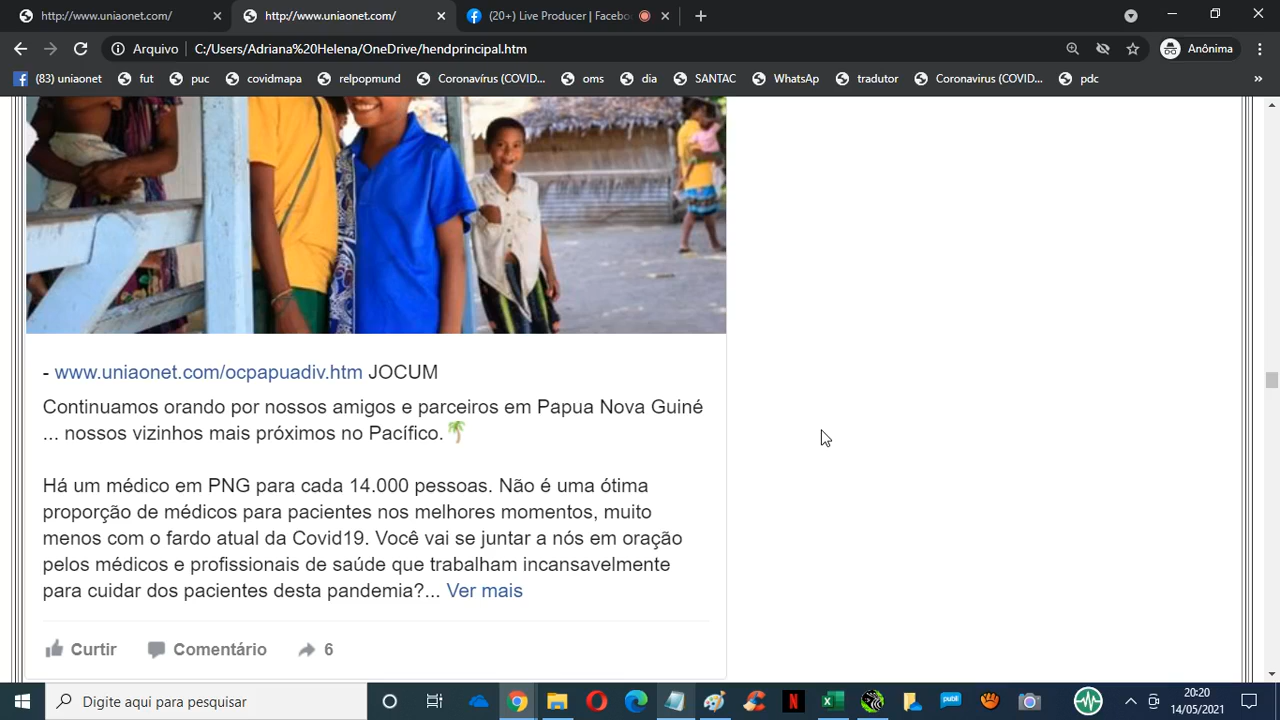 http://www.uniaonet.com/
http://www.uniaonet.com/
(20+) Live Producer | Facebo
Arquivo
C:/Users/Adriana%20Helena/OneDrive/hendprincipal.htm
Anônima
(83) uniaonet
fut
puc
covidmapa
relpopmund
Coronavírus (COVID...
oms
dia
SANTAC
WhatsAp
tradutor
Coronavirus (COVID...
pdc
- www.uniaonet.com/ocpapuadiv.htm JOCUM
Continuamos orando por nossos amigos e parceiros em Papua Nova Guiné
... nossos vizinhos mais próximos no Pacífico.🌴
Há um médico em PNG para cada 14.000 pessoas. Não é uma ótima
proporção de médicos para pacientes nos melhores momentos, muito
menos com o fardo atual da Covid19. Você vai se juntar a nós em oração
pelos médicos e profissionais de saúde que trabalham incansavelmente
para cuidar dos pacientes desta pandemia?... Ver mais
Curtir
Comentário
6
Digite aqui para pesquisar
publi
20:20
14/05/2021